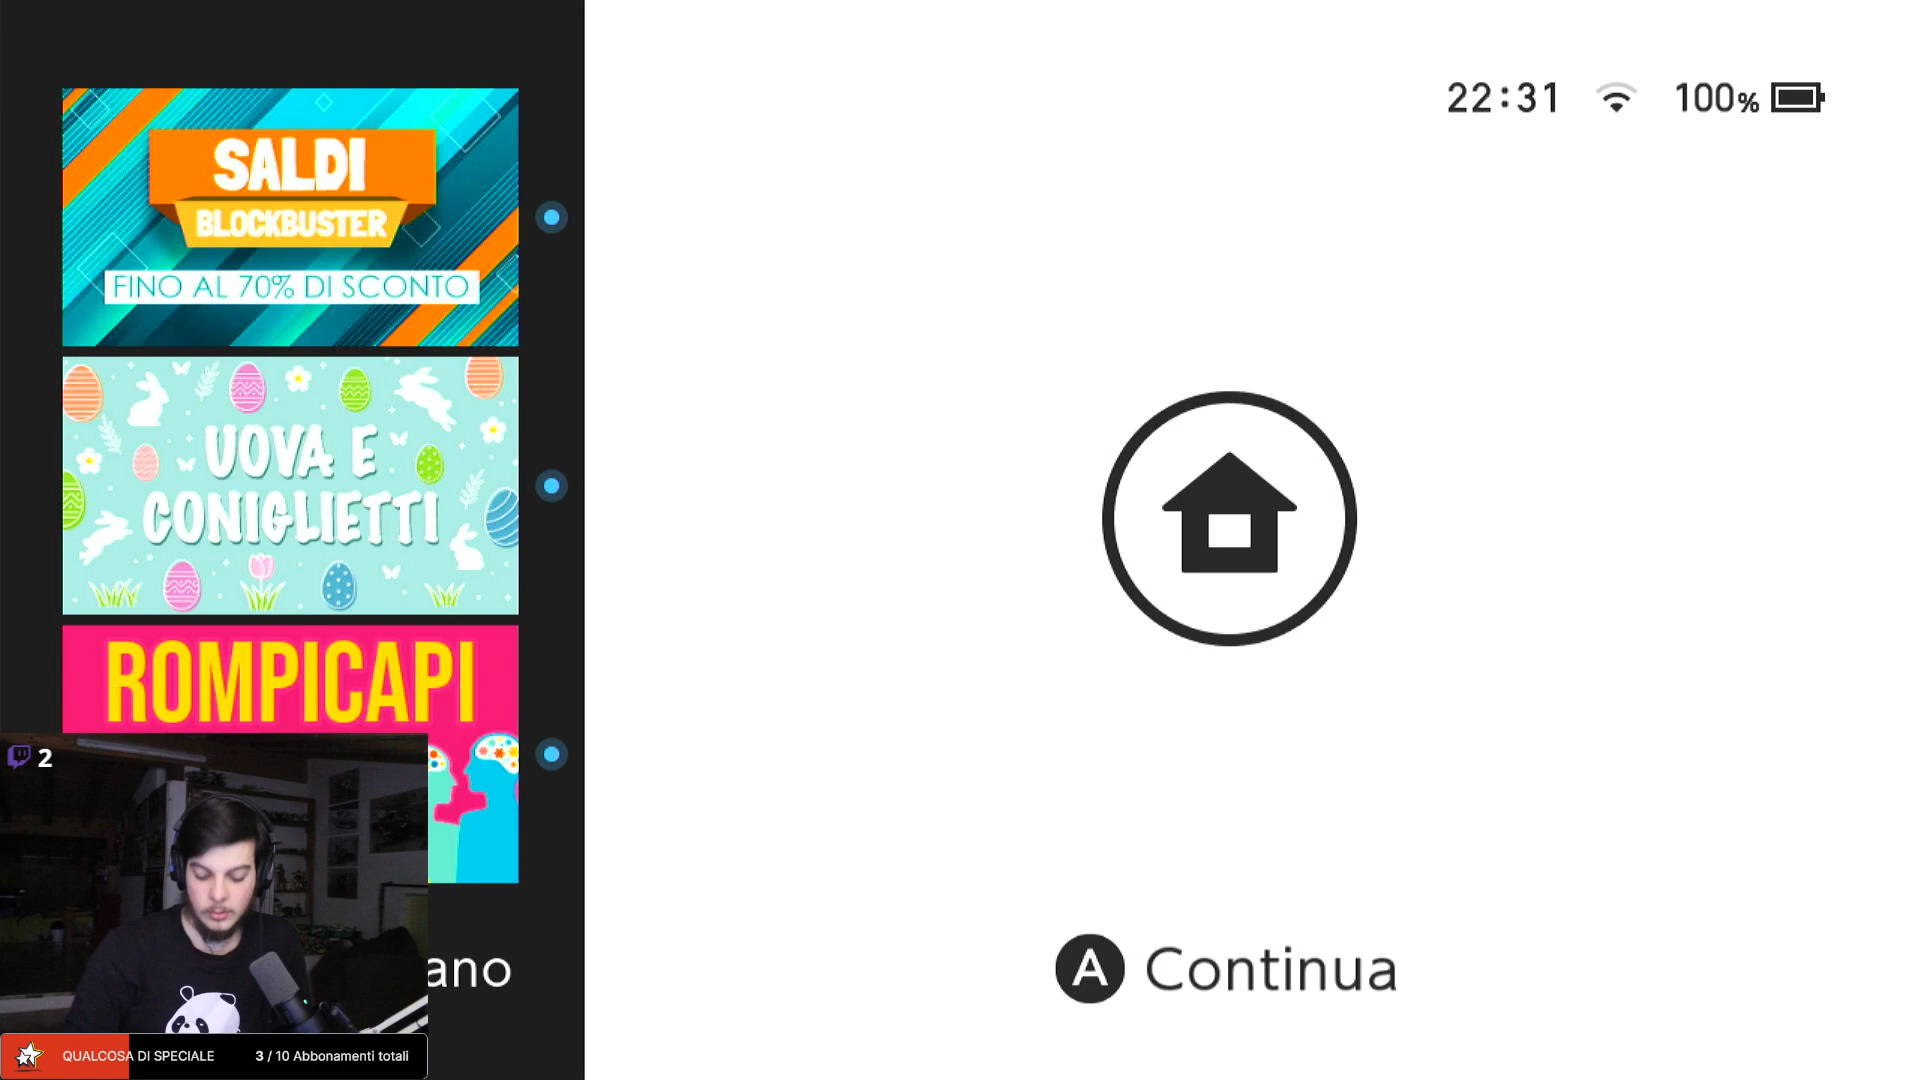 SALDI
BLOCKBUSTER
FINO AL 70% DI SCONTO
UOVA E
CONIGLIETTI
ROMPICAPI
2
ano
QUALCOSA DI SPECIALE 3 / 10 Abbonamenti totali
22:31 100%
A Continua